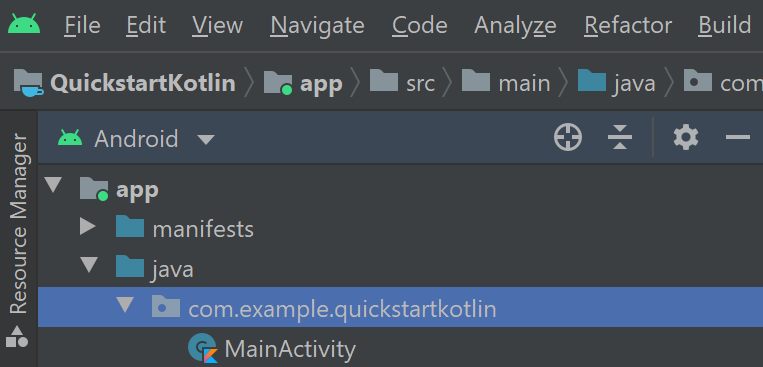 File Edit View Navigate Code Analyze Refactor Build
QuickstartKotlin app src main java com
Resource Manager
Android
app
manifests
java
com.example.quickstartkotlin
MainActivity